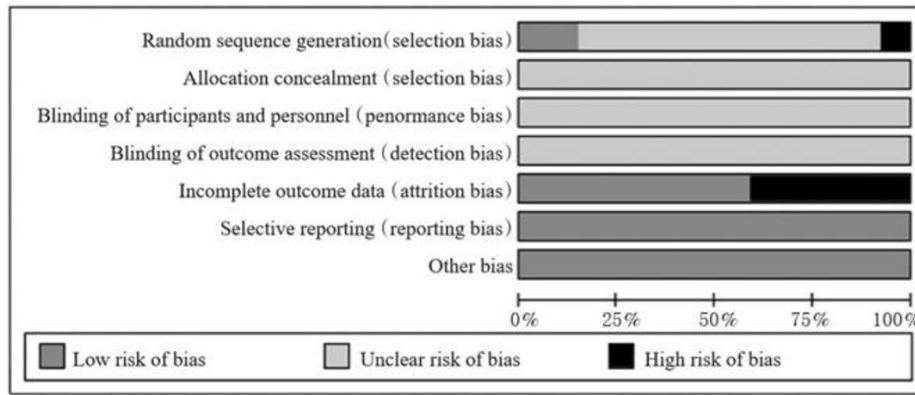 Random sequence generation(selection bias)
Allocation concealment (selection bias)
Blinding of participants and personnel (penormance bias)
Blinding of outcome assessment (detection bias)
Incomplete outcome data (attrition bias)
Selective reporting (reporting bias)
Other bias
0% 25% 50% 75% 100%
Low risk of bias Unclear risk of bias High risk of bias